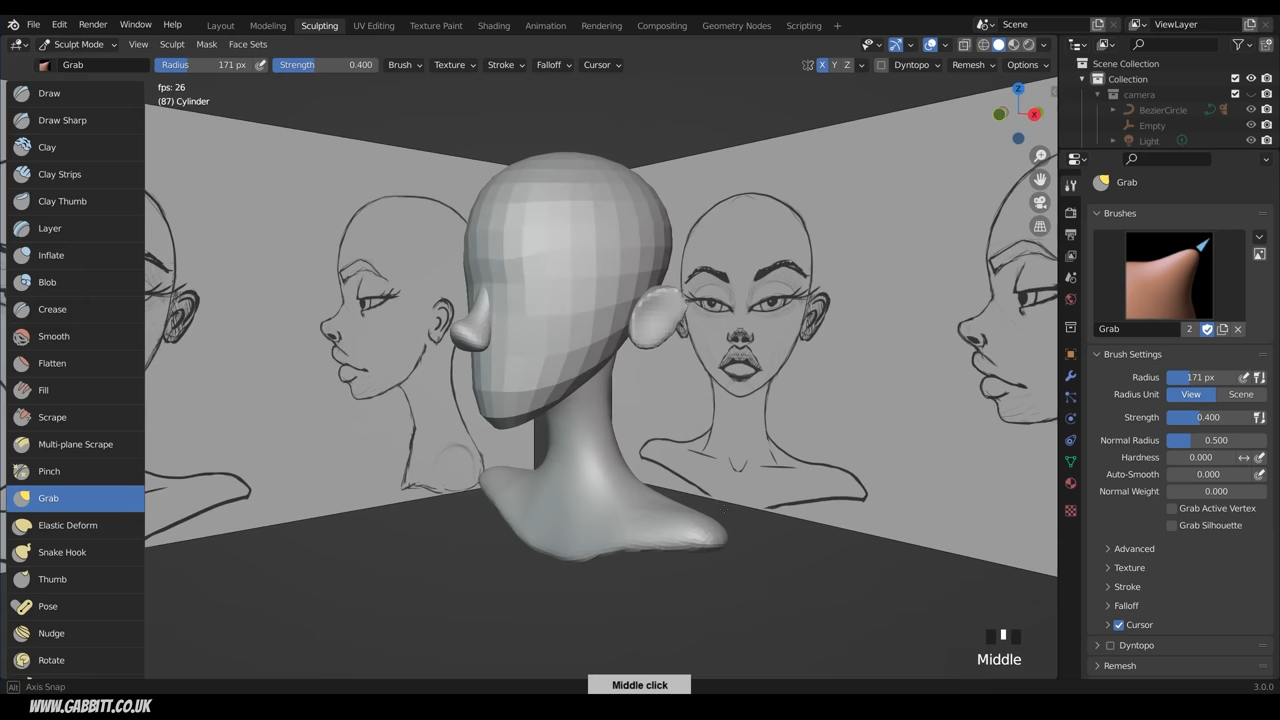 File Edit Render Window Help Layout Modeling Sculpting UV Editing Texture Paint Shading Animation Rendering Compositing Geometry Nodes Scripting + Scene ViewLayer
Sculpt Mode View Sculpt Mask Face Sets
Grab Radius 171 px Strength 0.400 Brush Texture Stroke Falloff Cursor X Y Z Dyntopo Remesh Options
fps: 26
(87) Cylinder
Draw
Draw Sharp
Clay
Clay Strips
Clay Thumb
Layer
Inflate
Blob
Crease
Smooth
Flatten
Fill
Scrape
Multi-plane Scrape
Pinch
Grab
Elastic Deform
Snake Hook
Thumb
Pose
Nudge
Rotate
Z
X
Scene Collection
Collection
camera
BezierCircle
Empty
Light
Grab
Brushes
Grab 2
Brush Settings
Radius 171 px
Radius Unit View Scene
Strength 0.400
Normal Radius 0.500
Hardness 0.000
Auto-Smooth 0.000
Normal Weight 0.000
Grab Active Vertex
Grab Silhouette
Advanced
Texture
Stroke
Falloff
Cursor
Dyntopo
Remesh
Middle
Middle click
Alt Axis Snap
3.0.0
WWW.GABBITT.CO.UK